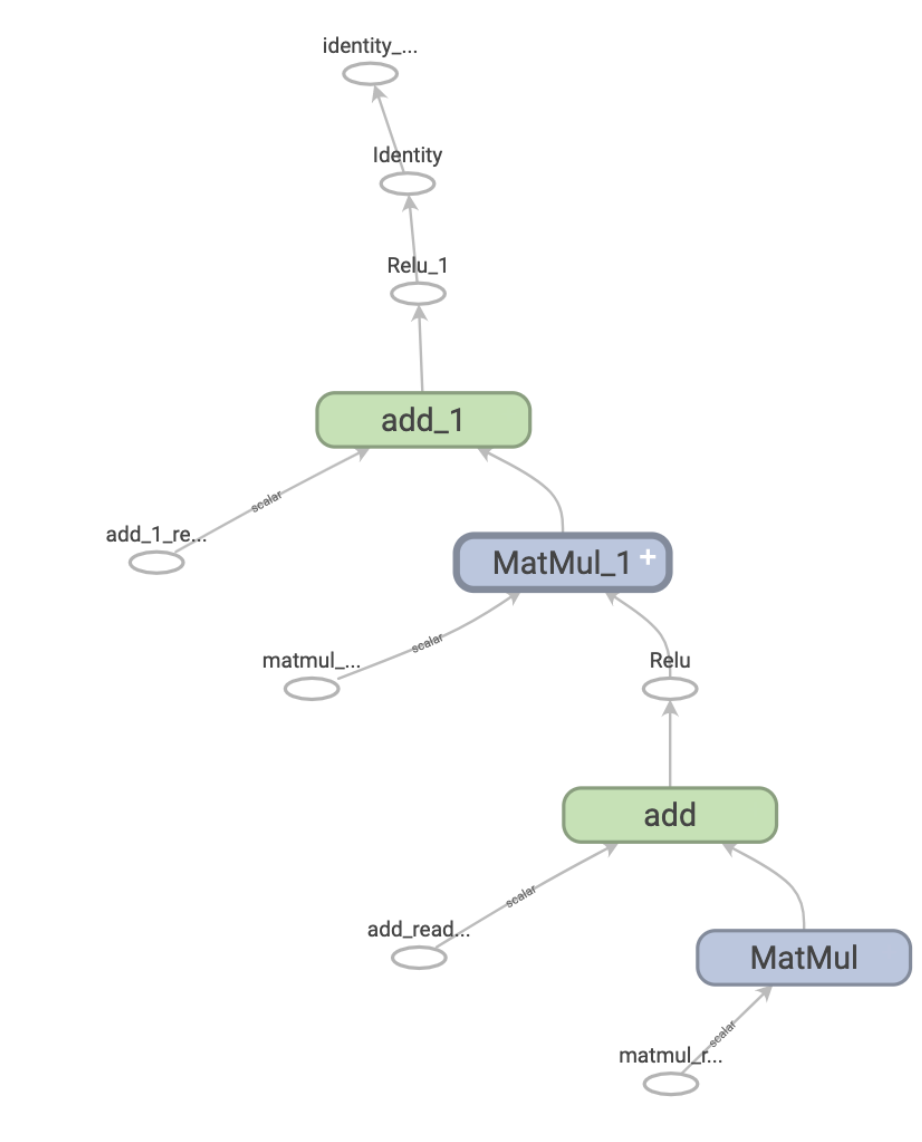 identity_...
Identity
Relu_1
add_1
scalar
add_1_re...
MatMul_1 +
scalar
matmul_...
Relu
add
scalar
add_read...
MatMul
scalar
matmul_r...